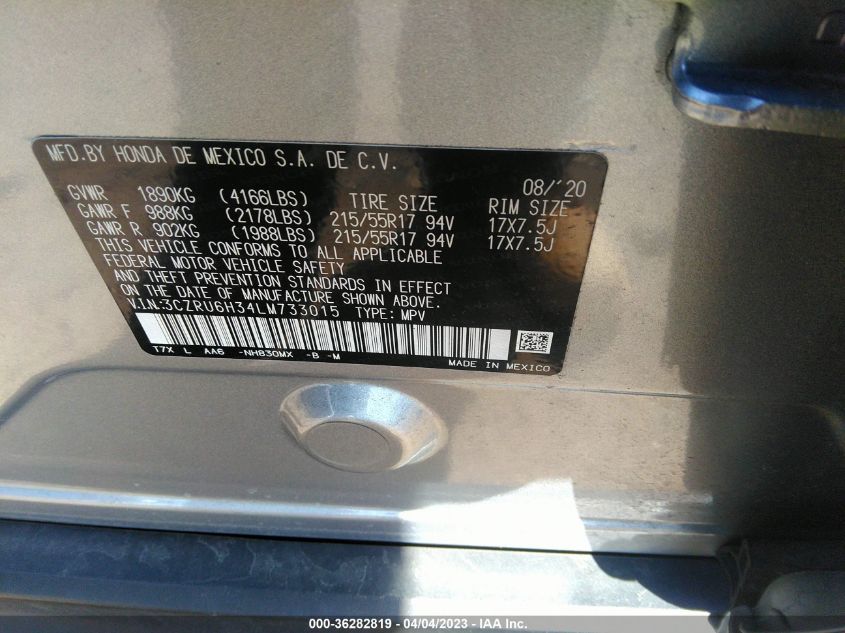 MFD.BY HONDA DE MEXICO S.A. DE C.V.
08/'20
GVWR 1890KG (4166LBS) TIRE SIZE RIM SIZE
GAWR F 988KG (2178LBS) 215/55R17 94V 17X7.5J
GAWR R 902KG (1988LBS) 215/55R17 94V 17X7.5J
THIS VEHICLE CONFORMS TO ALL APPLICABLE
FEDERAL MOTOR VEHICLE SAFETY
AND THEFT PREVENTION STANDARDS IN EFFECT
ON THE DATE OF MANUFACTURE SHOWN ABOVE.
V.I.N.:3CZRU6H34LM733015 TYPE: MPV
T7X L AA6 -NH830MX -B -M
MADE IN MEXICO
000-36282819 - 04/04/2023 - IAA Inc.